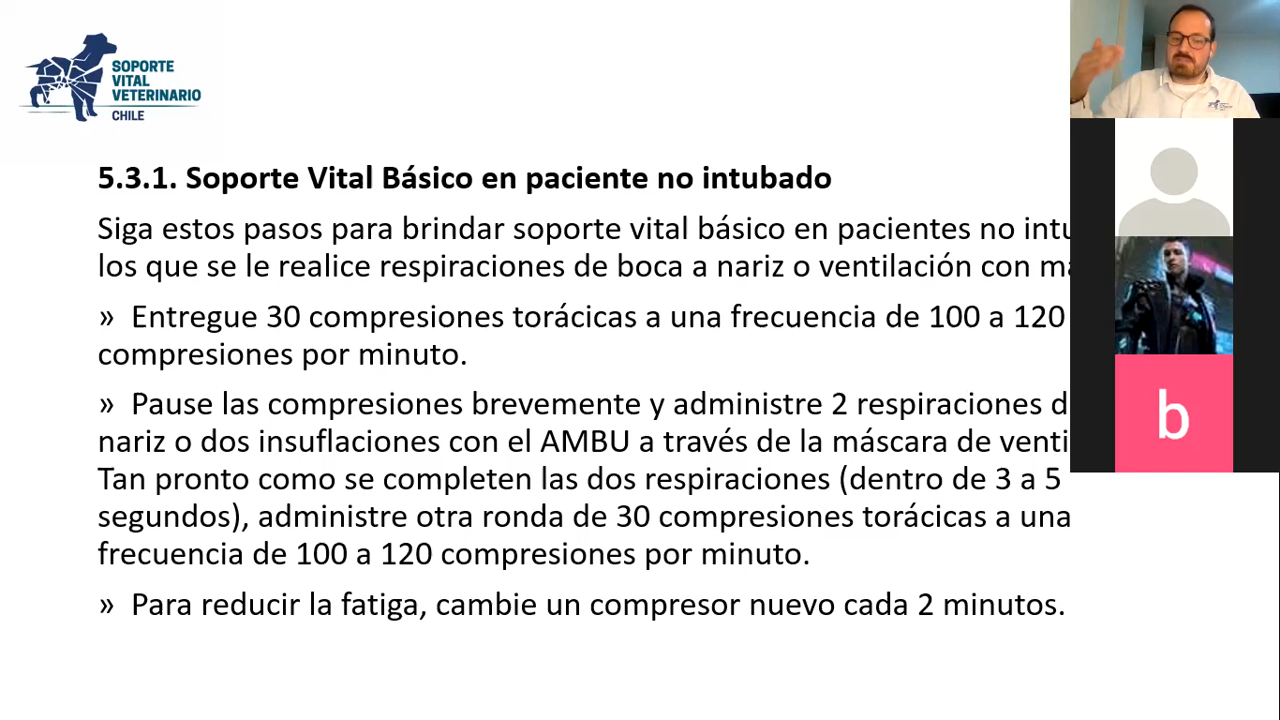 SOPORTE
VITAL
VETERINARIO
CHILE
5.3.1. Soporte Vital Básico en paciente no intubado
Siga estos pasos para brindar soporte vital básico en pacientes no
los que se le realice respiraciones de boca a nariz o ventilación con
» Entregue 30 compresiones torácicas a una frecuencia de 100 a 120
compresiones por minuto.
» Pause las compresiones brevemente y administre 2 respiraciones
nariz o dos insuflaciones con el AMBU a través de la máscara de
Tan pronto como se completen las dos respiraciones (dentro de 3 a 5
segundos), administre otra ronda de 30 compresiones torácicas a una
frecuencia de 100 a 120 compresiones por minuto.
» Para reducir la fatiga, cambie un compresor nuevo cada 2 minutos.
b